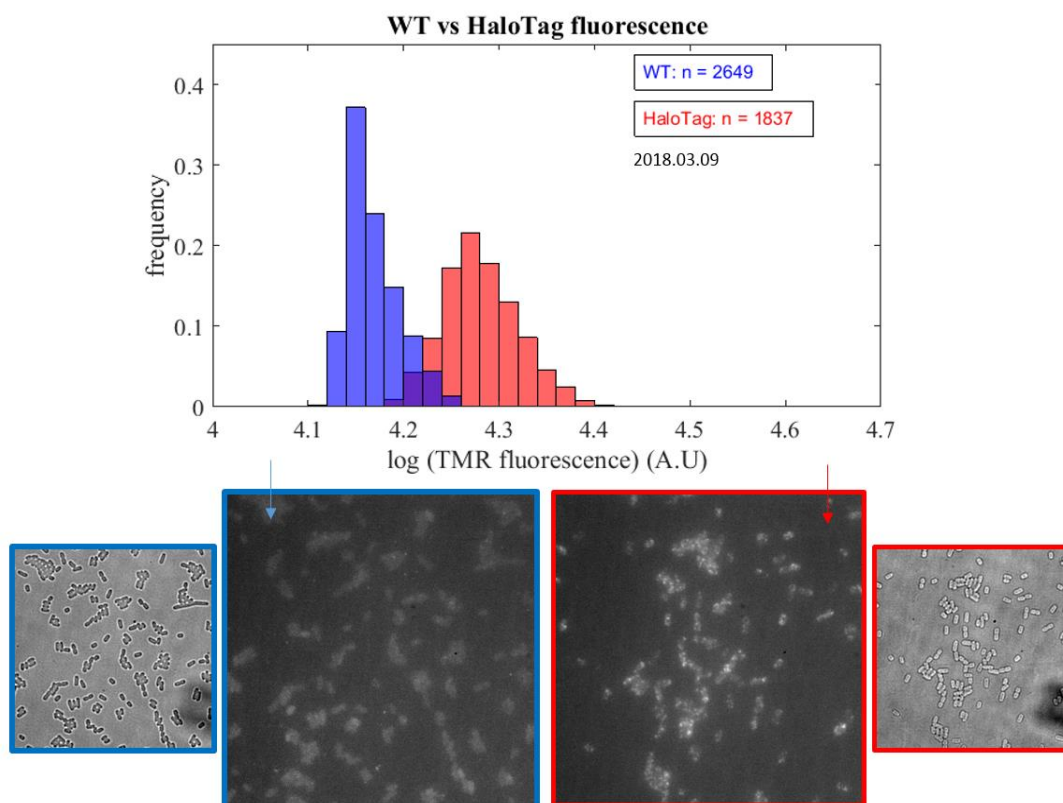 WT vs HaloTag fluorescence
WT: n = 2649
HaloTag: n = 1837
2018.03.09
frequency
0.4
0.3
0.2
0.1
0
4
4.1
4.2
4.3
4.4
4.5
4.6
4.7
log (TMR fluorescence) (A.U)